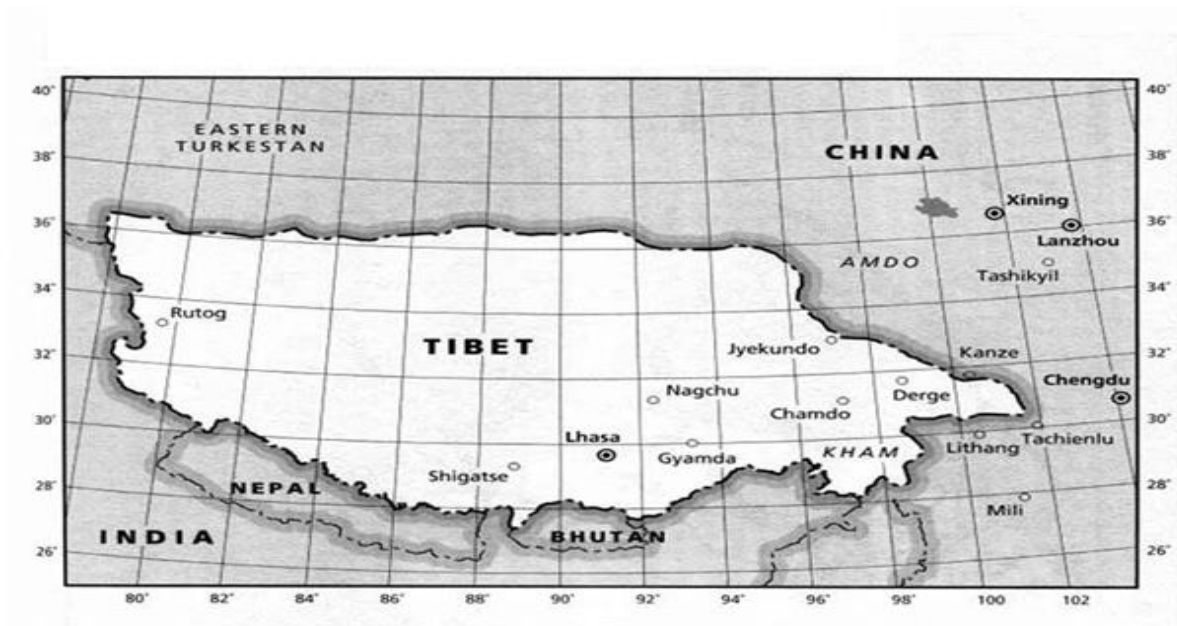 40°
40°
EASTERN
TURKESTAN
CHINA
38°
38°
Xining
36°
36°
Lanzhou
AMDO
Tashikyil
34°
34°
Rutog
TIBET
Jyekundo
Kanze
32°
32°
Chengdu
Nagchu
Derge
Chamdo
30°
30°
Lhasa
Gyamda
KHAM
Lithang
Tachienlu
Shigatse
28°
28°
NEPAL
Mili
INDIA
BHUTAN
26°
26°
80°
82°
84°
86°
88°
90°
92°
94°
96°
98°
100
102